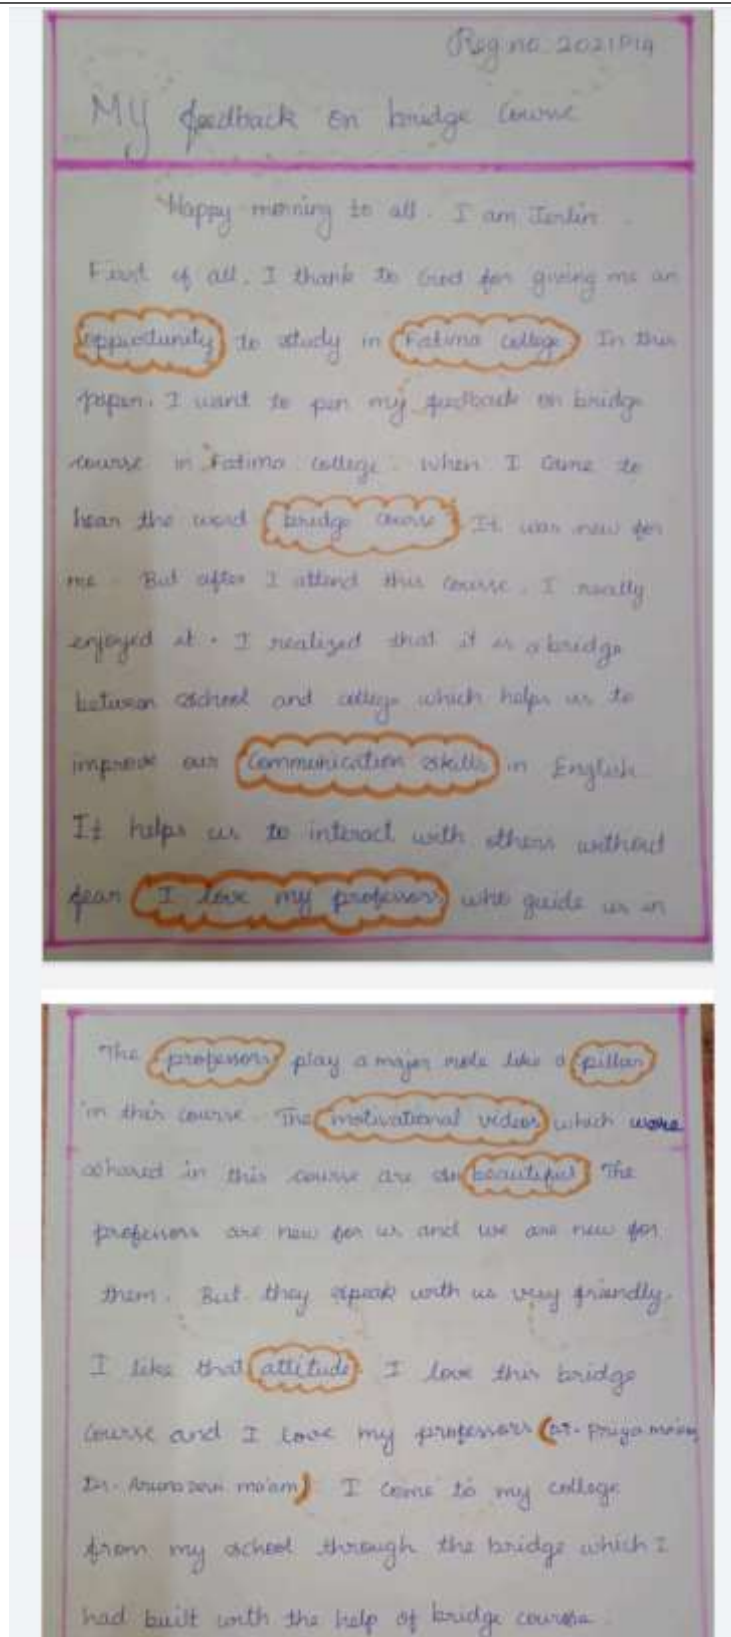 Reg no. 2021P19
My feedback on bridge course
Happy morning to all. I am Jenlin.
First of all, I thank to God for giving me an
opportunity to study in Fatima college. In this
paper, I want to pen my feedback on bridge
course in Fatima college. When I came to
hear the word bridge course. It was new for
me. But after I attend this course, I really
enjoyed it. I realized that it is a bridge
between school and college which helps us to
improve our communication skills in English
It helps us to interact with others without
fear. I love my professors, who guide us in
The professors play a major role like a pillar
in this course. The motivational videos which were
shared in this course are so beautiful. The
professors are new for us and we are new for
them. But they speak with us very friendly.
I like that attitude. I love this bridge
course and I love my professors (Dr. Priya ma'am,
Dr. Aruna Devi ma'am) I came to my college
from my school through the bridge which I
had built with the help of bridge course.